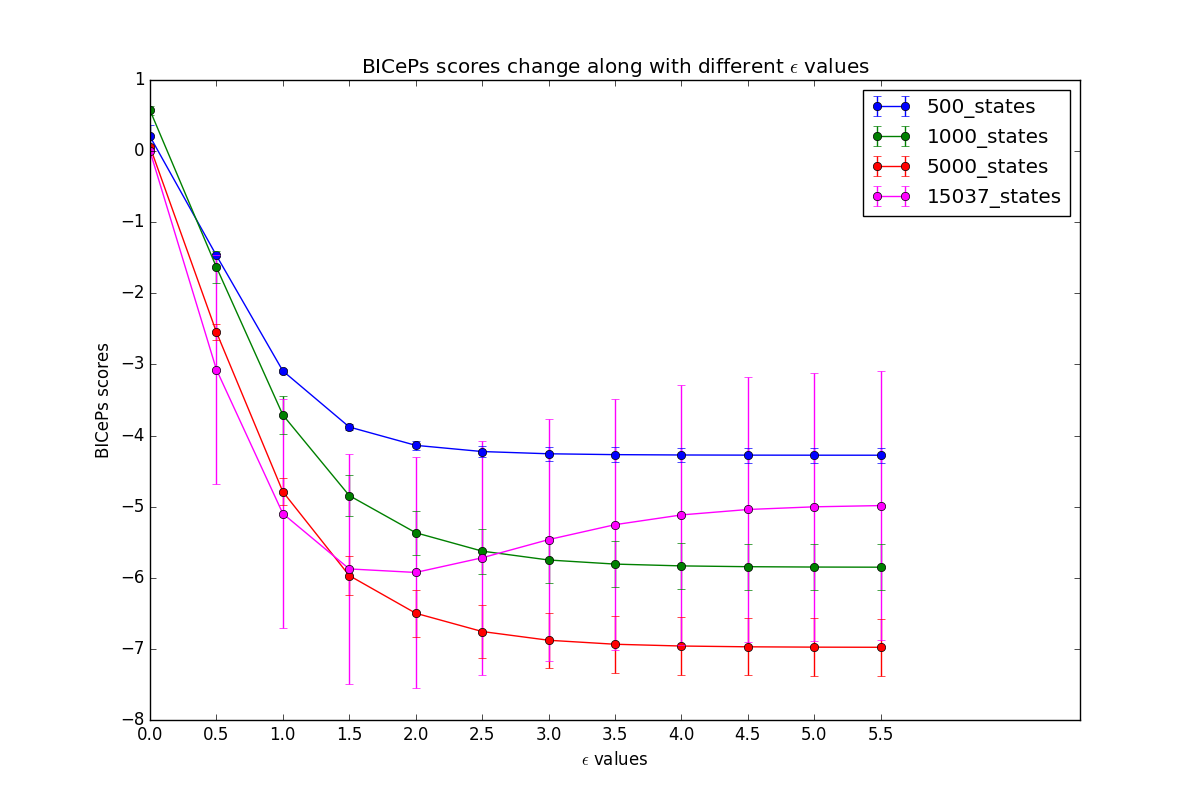 BICePs scores change along with different ϵ values
500_states
1000_states
5000_states
15037_states
BICePs scores
1
0
−1
−2
−3
−4
−5
−6
−7
−8
0.0 0.5 1.0 1.5 2.0 2.5 3.0 3.5 4.0 4.5 5.0 5.5
ϵ values